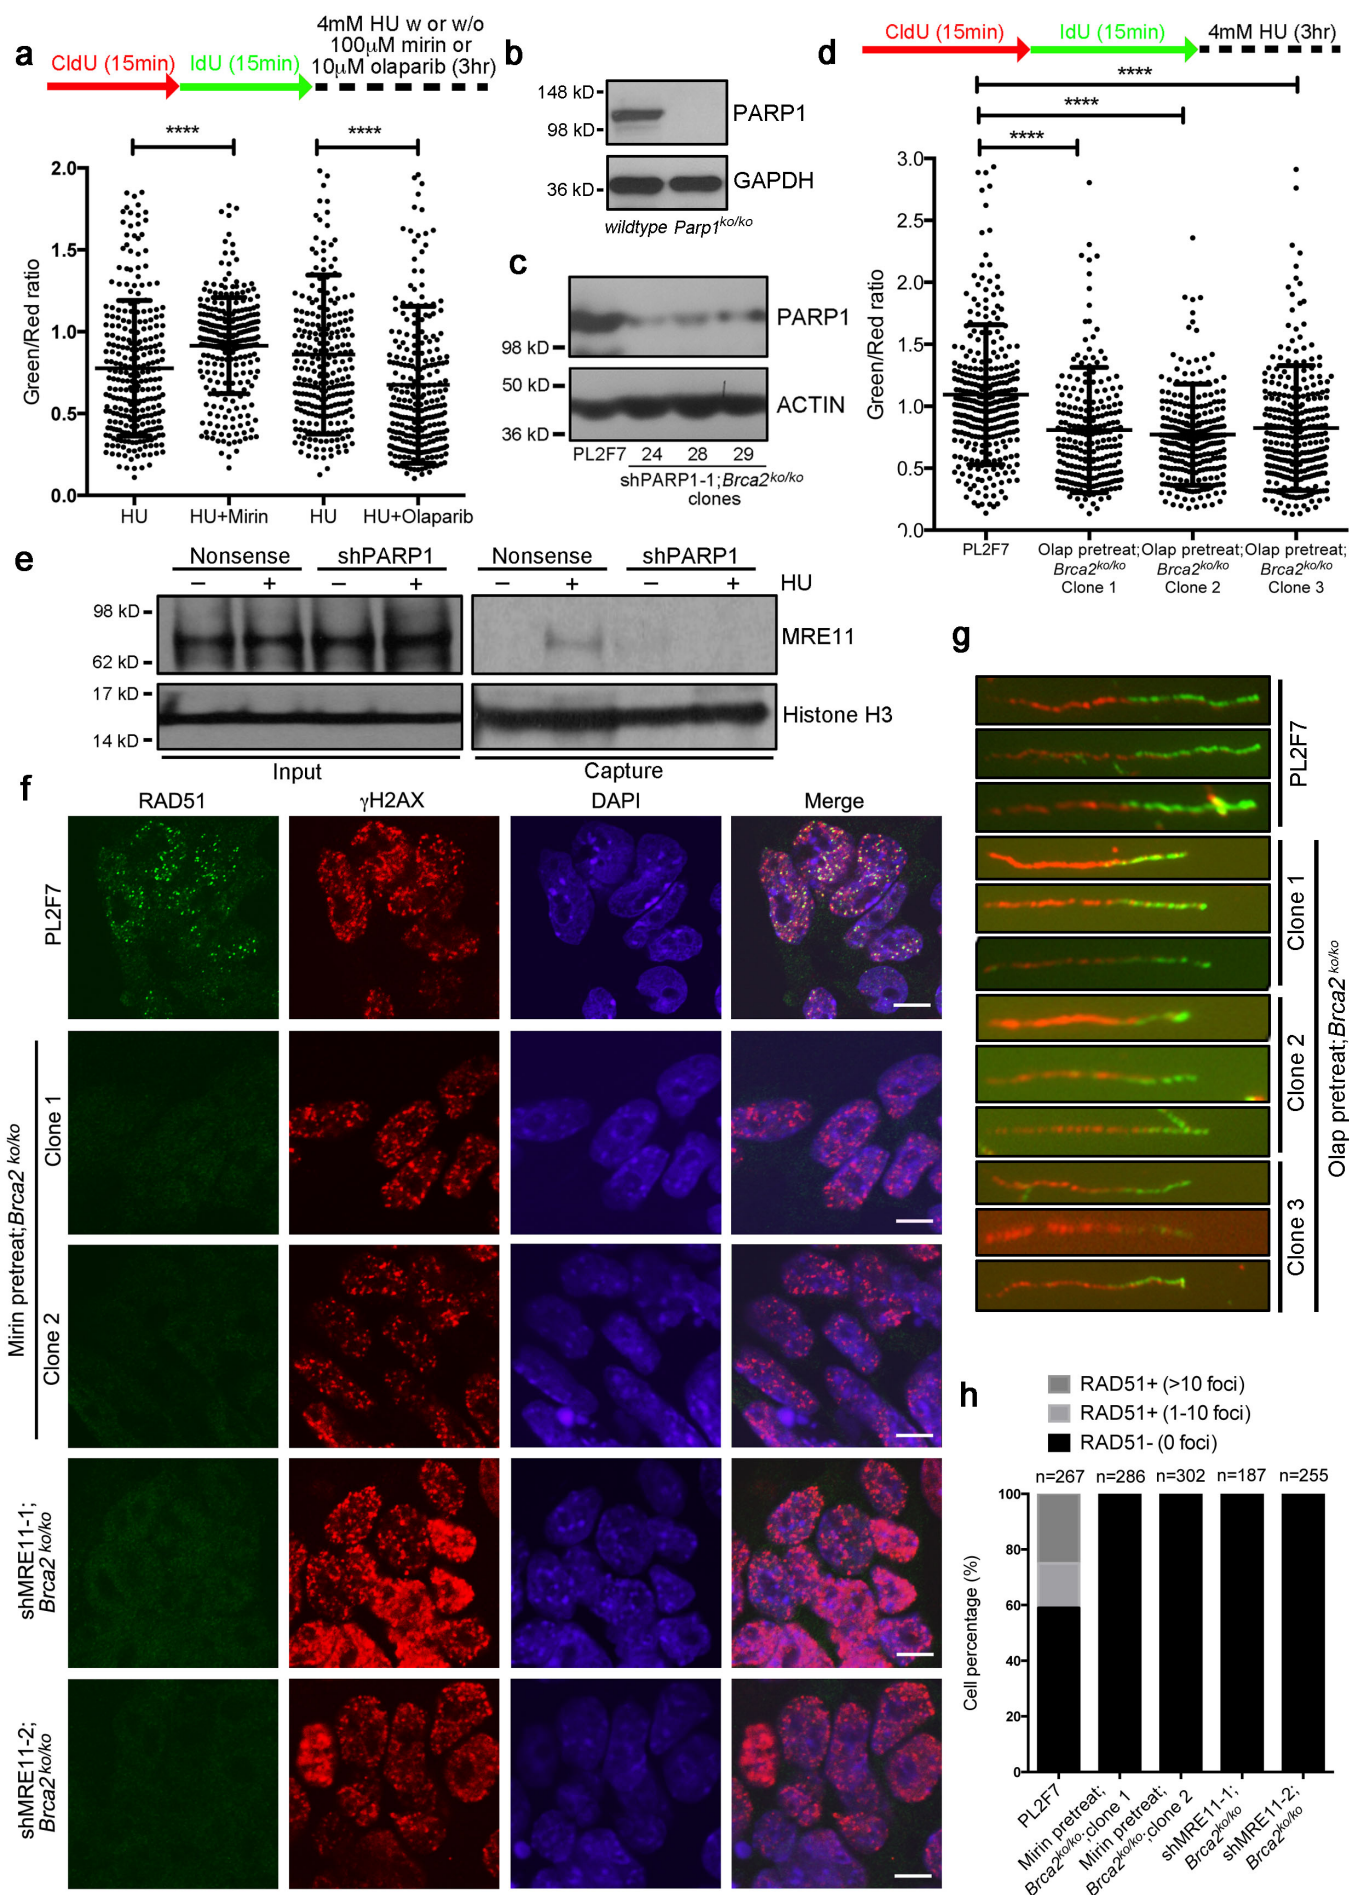 a
CldU (15min)
IdU (15min)
4mM HU w or w/o
100µM mirin or
10µM olaparib (3hr)
****
****
Green/Red ratio
2.0
1.5
1.0
0.5
0.0
HU
HU+Mirin
HU
HU+Olaparib
b
148 kD
98 kD
PARP1
36 kD
GAPDH
wildtype Parp1ko/ko
c
PARP1
98 kD
50 kD
ACTIN
36 kD
PL2F7
24
28
29
shPARP1-1;Brca2ko/ko
clones
d
CldU (15min)
IdU (15min)
4mM HU (3hr)
****
****
****
Green/Red ratio
3.0
2.5
2.0
1.5
1.0
0.5
0.0
PL2F7
Olap pretreat;
Brca2ko/ko
Clone 1
Olap pretreat;
Brca2ko/ko
Clone 2
Olap pretreat;
Brca2ko/ko
Clone 3
e
Nonsense
shPARP1
Nonsense
shPARP1
– + – + – + – + HU
98 kD
62 kD
MRE11
17 kD
14 kD
Histone H3
Input
Capture
f
RAD51
γH2AX
DAPI
Merge
PL2F7
Mirin pretreat;Brca2 ko/ko
Clone 1
Clone 2
shMRE11-1;
Brca2 ko/ko
shMRE11-2;
Brca2 ko/ko
g
PL2F7
Clone 1
Clone 2
Clone 3
Olap pretreat;Brca2 ko/ko
h
RAD51+ (>10 foci)
RAD51+ (1-10 foci)
RAD51- (0 foci)
n=267 n=286 n=302 n=187 n=255
Cell percentage (%)
100
80
60
40
20
0
PL2F7
Mirin pretreat;
Brca2ko/ko;clone 1
Mirin pretreat;
Brca2ko/ko;clone 2
shMRE11-1;
Brca2ko/ko
shMRE11-2;
Brca2ko/ko